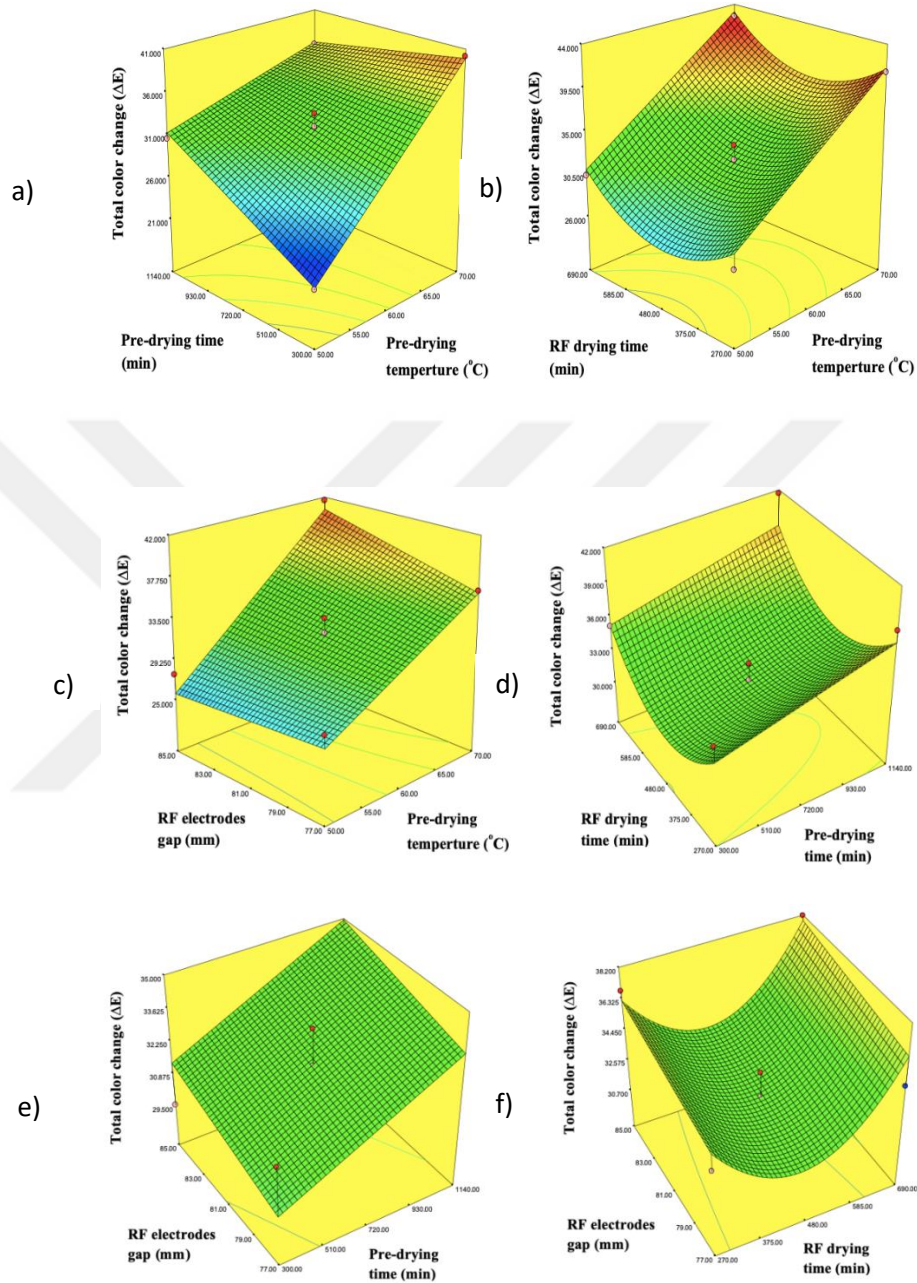 a)
Total color change (ΔE)
41.000
36.000
31.000
26.000
21.000
1140.00
930.00
720.00
510.00
300.00
50.00
55.00
60.00
65.00
70.00
Pre-drying time
(min)
Pre-drying
temperture (°C)
b)
Total color change (ΔE)
44.000
39.500
35.000
30.500
26.000
690.00
585.00
480.00
375.00
270.00
50.00
55.00
60.00
65.00
70.00
RF drying time
(min)
Pre-drying
temperture (°C)
c)
Total color change (ΔE)
42.000
37.750
33.500
29.250
25.000
85.00
83.00
81.00
79.00
77.00
50.00
55.00
60.00
65.00
70.00
RF electrodes
gap (mm)
Pre-drying
temperture (°C)
d)
Total color change (ΔE)
42.000
39.000
36.000
33.000
30.000
690.00
585.00
480.00
375.00
270.00
300.00
510.00
720.00
930.00
1140.00
RF drying
time (min)
Pre-drying
time (min)
e)
Total color change (ΔE)
35.000
33.625
32.250
30.875
29.500
85.00
83.00
81.00
79.00
77.00
300.00
510.00
720.00
930.00
1140.00
RF electrodes
gap (mm)
Pre-drying
time (min)
f)
Total color change (ΔE)
38.200
36.325
34.450
32.575
30.700
85.00
83.00
81.00
79.00
77.00
270.00
375.00
480.00
585.00
690.00
RF electrodes
gap (mm)
RF drying
time (min)